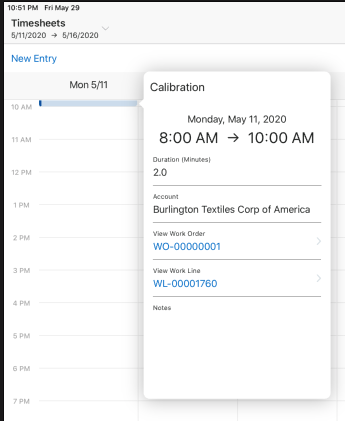 10:51 PM Fri May 29
Timesheets
5/11/2020 → 5/16/2020
New Entry
Mon 5/11
10 AM
11 AM
12 PM
1 PM
2 PM
3 PM
4 PM
5 PM
6 PM
7 PM
Calibration
Monday, May 11, 2020
8:00 AM → 10:00 AM
Duration (Minutes)
2.0
Account
Burlington Textiles Corp of America
View Work Order
WO-00000001
View Work Line
WL-00001760
Notes